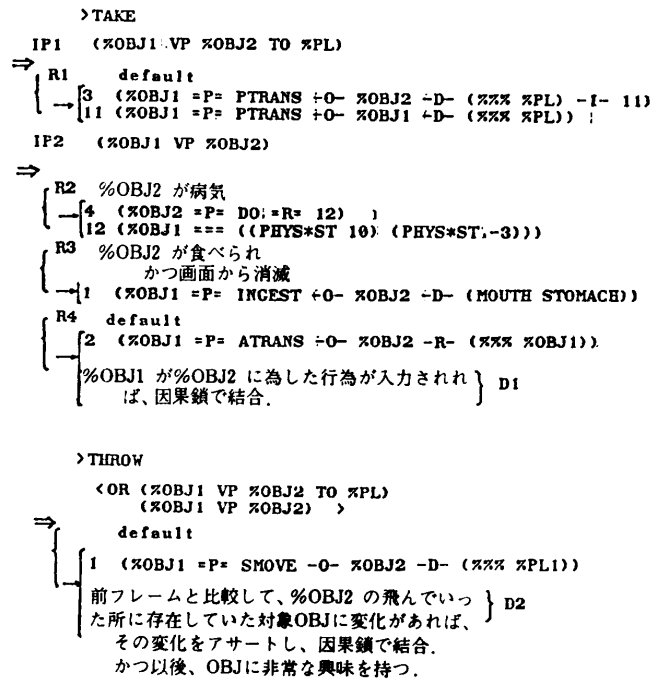 >TAKE
IP1 (%OBJ1 VP %OBJ2 TO %PL)
⇒
R1 default
→ 3 (%OBJ1 =P= PTRANS -O- %OBJ2 -D- (%%% %PL) -I- 11)
11 (%OBJ1 =P= PTRANS -O- %OBJ1 -D- (%%% %PL))
IP2 (%OBJ1 VP %OBJ2)
⇒
R2 %OBJ2 が病気
→ 4 (%OBJ2 =P= DO =R= 12)
12 (%OBJ1 === ((PHYS*ST 10) (PHYS*ST -3)))
R3 %OBJ2 が食べられ
かつ画面から消滅
→ 1 (%OBJ1 =P= INGEST -O- %OBJ2 -D- (MOUTH STOMACH))
R4 default
→ 2 (%OBJ1 =P= ATRANS -O- %OBJ2 -R- (%%% %OBJ1))
%OBJ1 が%OBJ2 に為した行為が入力されれ
ば、因果鎖で結合. } D1
>THROW
<OR (%OBJ1 VP %OBJ2 TO %PL)
(%OBJ1 VP %OBJ2) >
⇒
default
→ 1 (%OBJ1 =P= SMOVE -O- %OBJ2 -D- (%%% %PL1))
前フレームと比較して、%OBJ2 の飛んでいっ
た所に存在していた対象OBJに変化があれば、 } D2
その変化をアサートし、因果鎖で結合.
かつ以後、OBJに非常な興味を持つ.